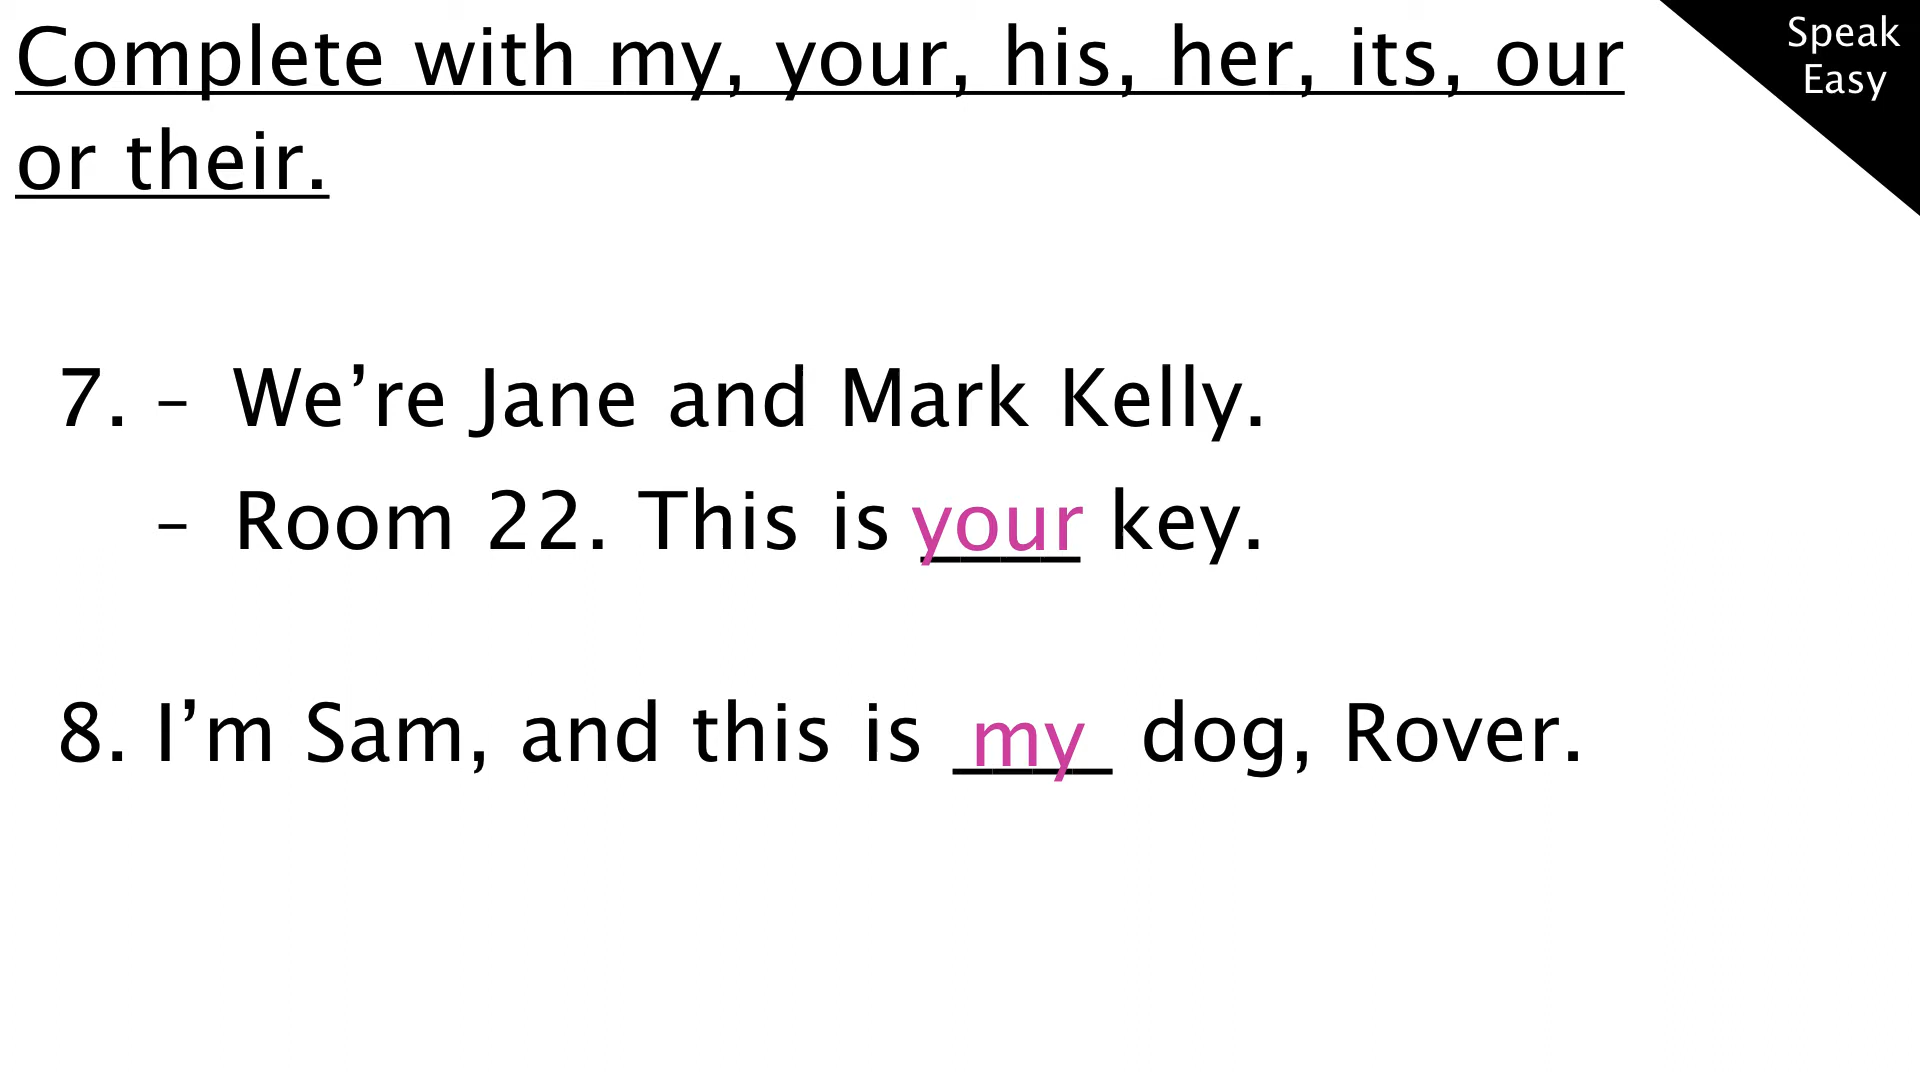 Complete with my, your, his, her, its, our
or their.
Speak
Easy
7. – We’re Jane and Mark Kelly.
– Room 22. This is your key.
8. I’m Sam, and this is my dog, Rover.